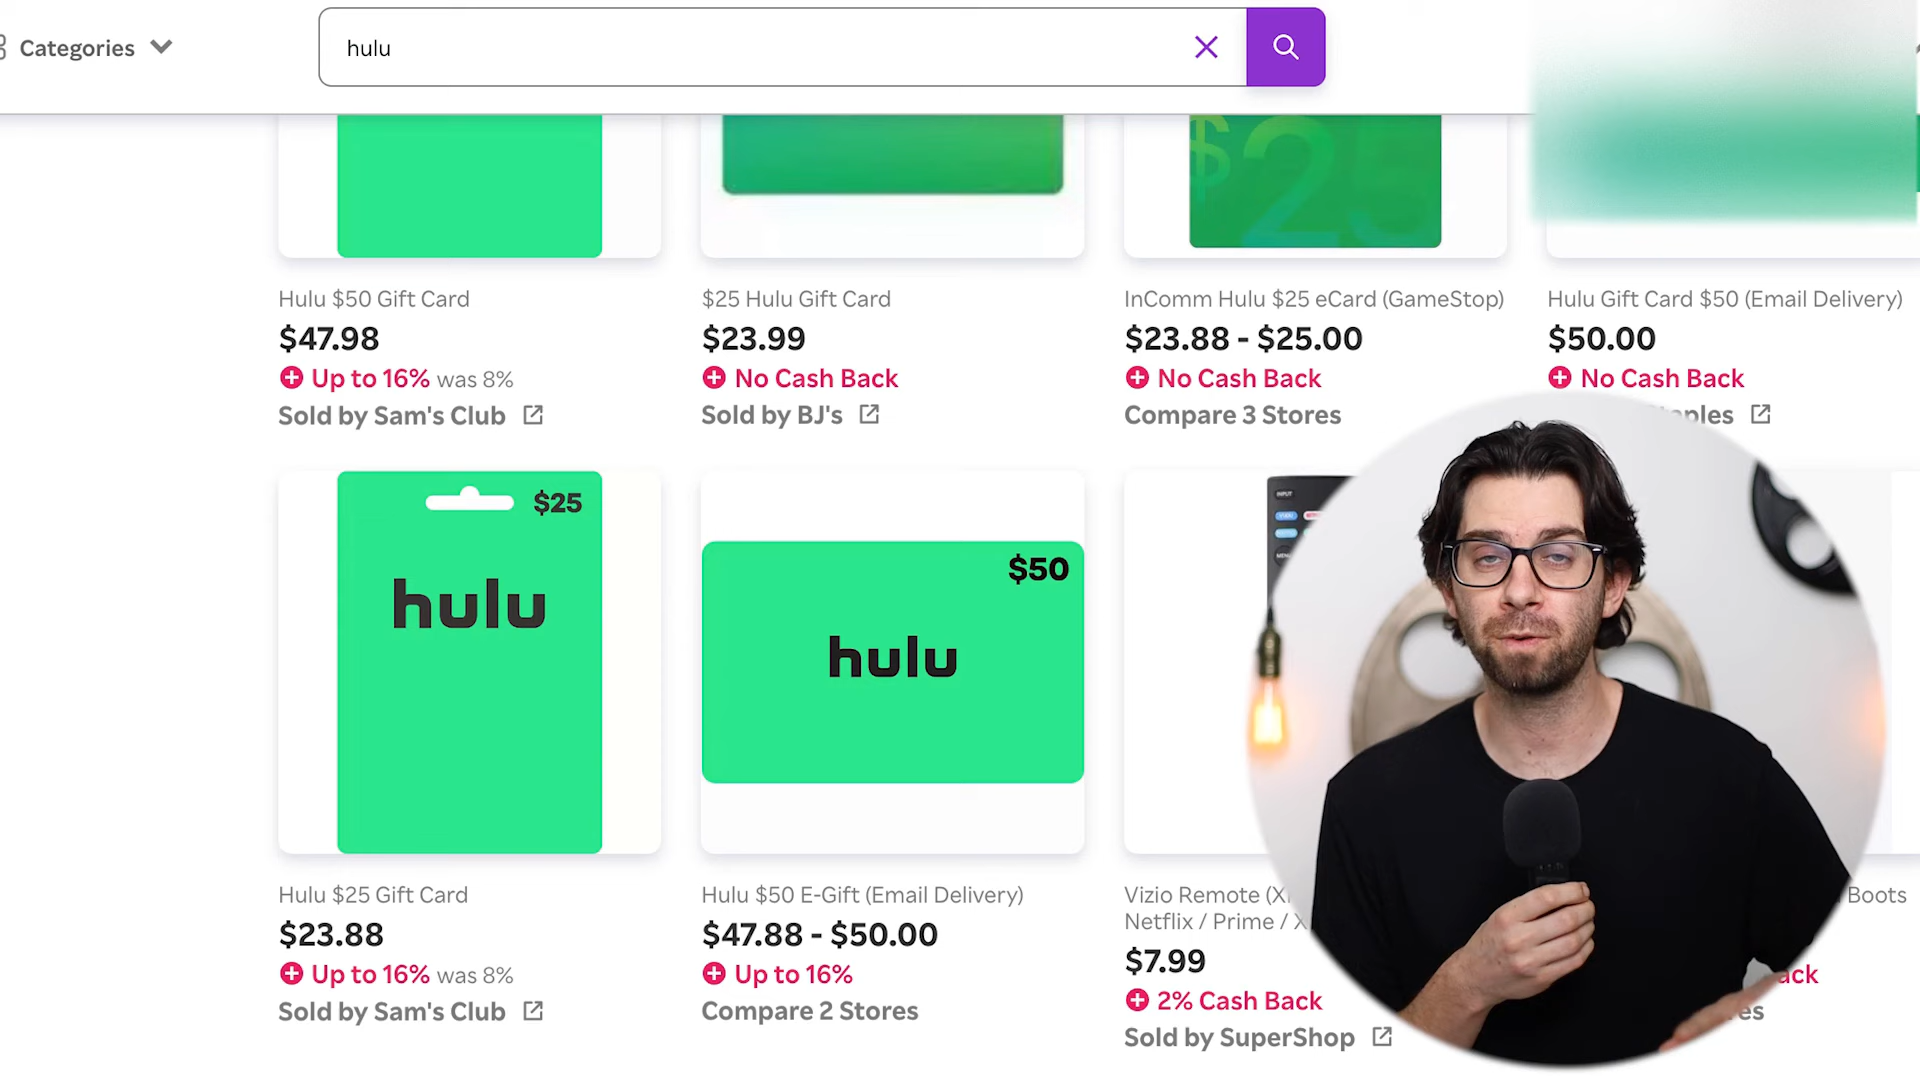 Categories
hulu
$25
Hulu $50 Gift Card
$47.98
Up to 16% was 8%
Sold by Sam's Club
$25 Hulu Gift Card
$23.99
No Cash Back
Sold by BJ's
InComm Hulu $25 eCard (GameStop)
$23.88 - $25.00
No Cash Back
Compare 3 Stores
Hulu Gift Card $50 (Email Delivery)
$50.00
No Cash Back
$25
hulu
Hulu $25 Gift Card
$23.88
Up to 16% was 8%
Sold by Sam's Club
$50
hulu
Hulu $50 E-Gift (Email Delivery)
$47.88 - $50.00
Up to 16%
Compare 2 Stores
INPUT
Vizio Remote
Netflix / Prime /
$7.99
2% Cash Back
Sold by SuperShop
Boots